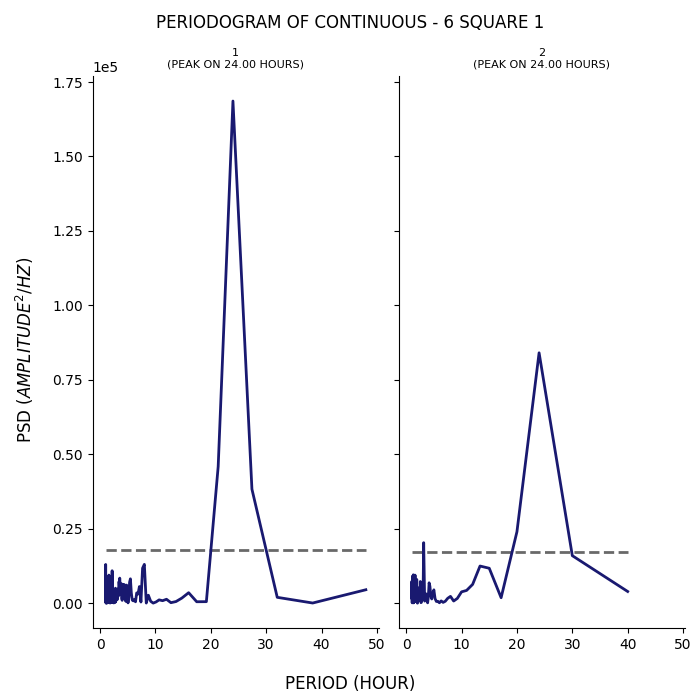 PERIODOGRAM OF CONTINUOUS - 6 SQUARE 1
1
(PEAK ON 24.00 HOURS)
2
(PEAK ON 24.00 HOURS)
1e5
1.75
1.50
1.25
1.00
0.75
0.50
0.25
0.00
PSD (AMPLITUDE²/HZ)
0 10 20 30 40 50
0 10 20 30 40 50
PERIOD (HOUR)